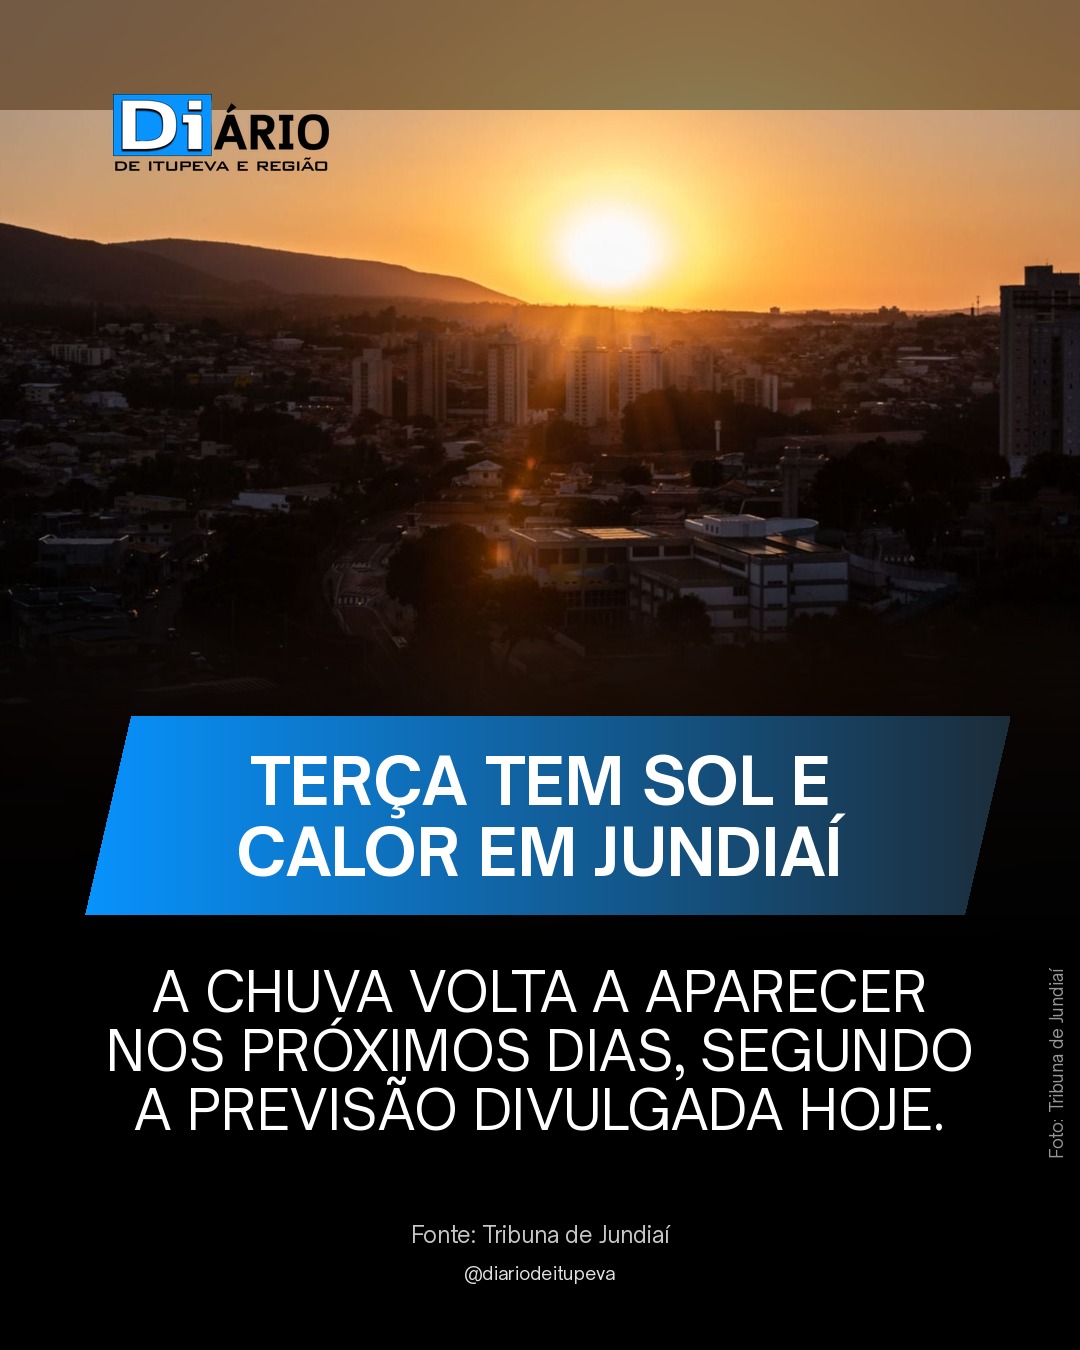 DiÁRIO
DE ITUPEVA E REGIÃO
TERÇA TEM SOL E
CALOR EM JUNDIAÍ
A CHUVA VOLTA A APARECER
NOS PRÓXIMOS DIAS, SEGUNDO
A PREVISÃO DIVULGADA HOJE.
Foto: Tribuna de Jundiaí
Fonte: Tribuna de Jundiaí
@diariodeitupeva